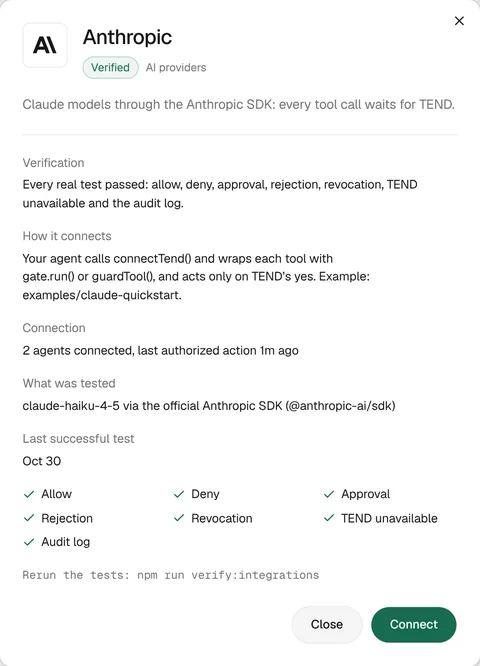 Anthropic
Verified AI providers
Claude models through the Anthropic SDK: every tool call waits for TEND.
Verification
Every real test passed: allow, deny, approval, rejection, revocation, TEND
unavailable and the audit log.
How it connects
Your agent calls connectTend() and wraps each tool with
gate.run() or guardTool(), and acts only on TEND's yes. Example:
examples/claude-quickstart.
Connection
2 agents connected, last authorized action 1m ago
What was tested
claude-haiku-4-5 via the official Anthropic SDK (@anthropic-ai/sdk)
Last successful test
Oct 30
Allow Deny Approval
Rejection Revocation TEND unavailable
Audit log
Rerun the tests: npm run verify:integrations
Close Connect